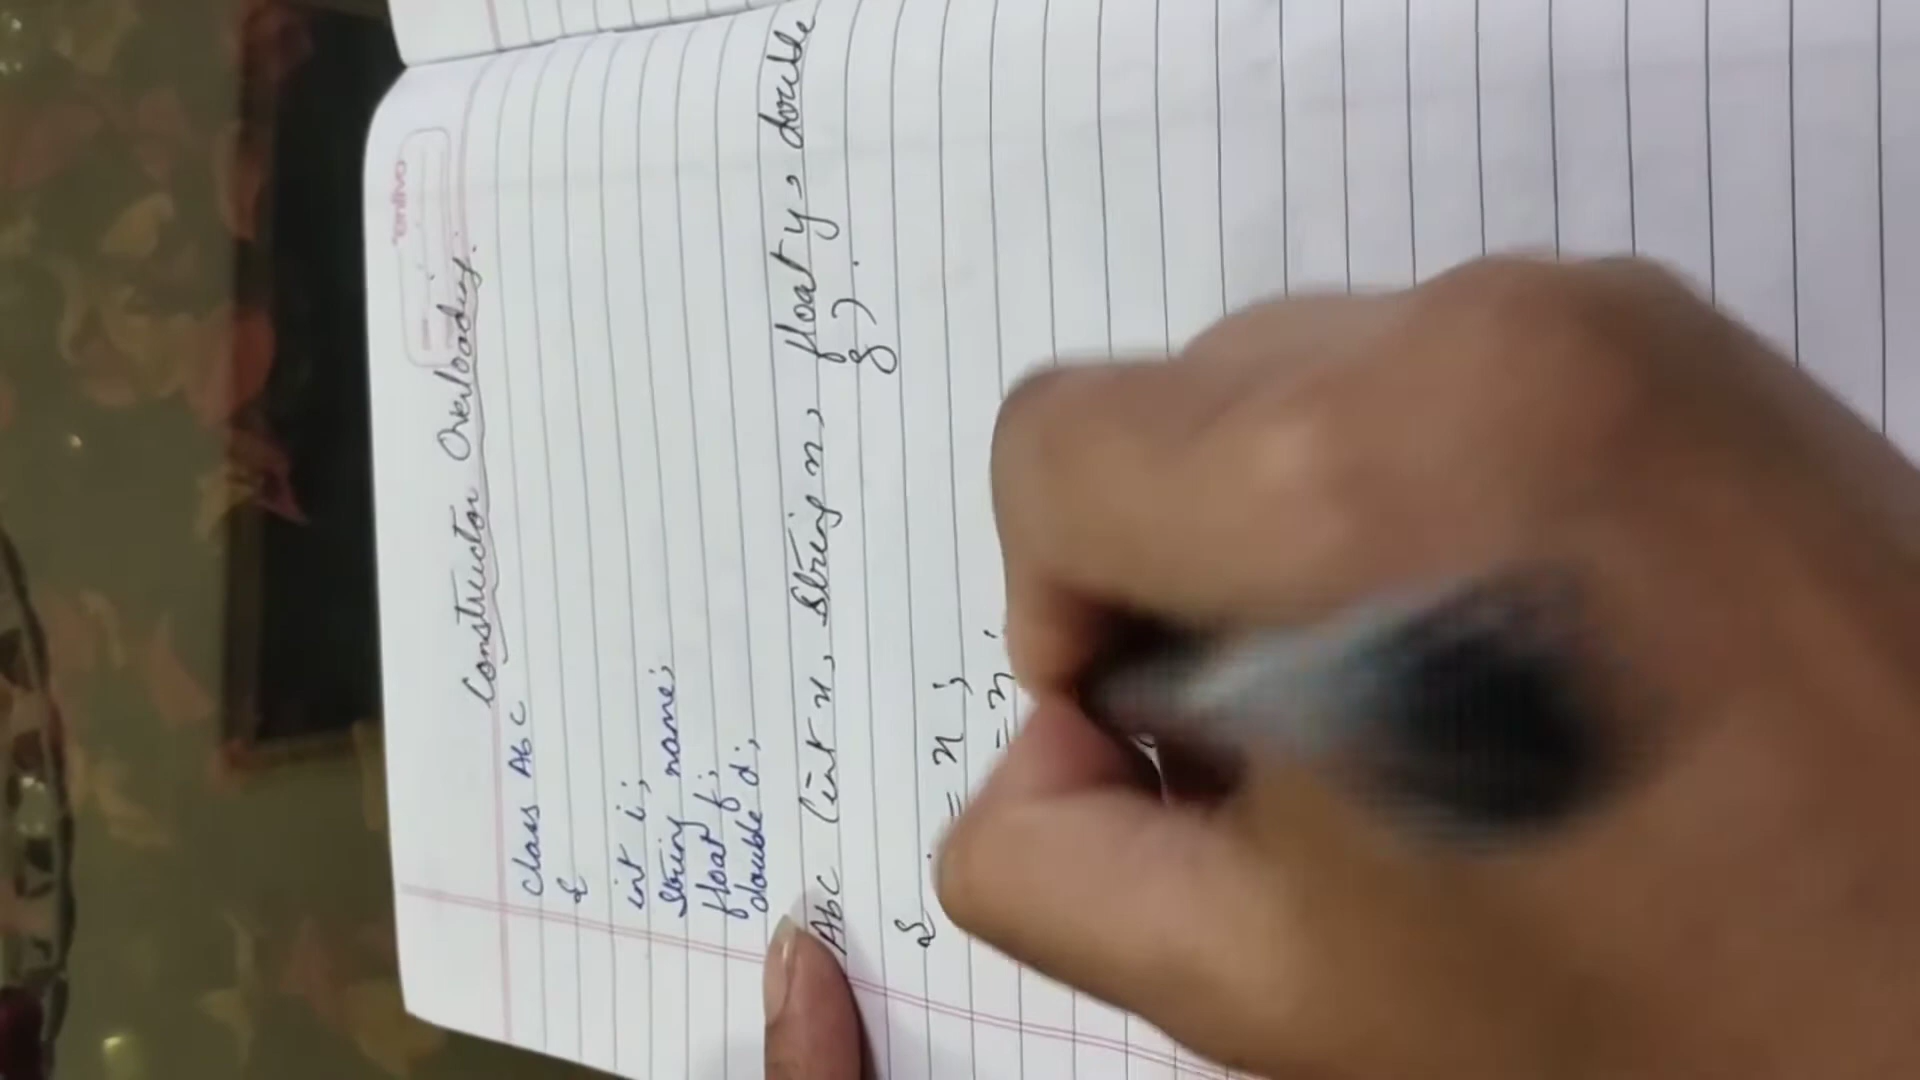 Constructor Overloading.
class Abc
{
int i;
String name;
float f;
double d;
Abc (int x, String n, float y, double
g)
{
= x;
= n;